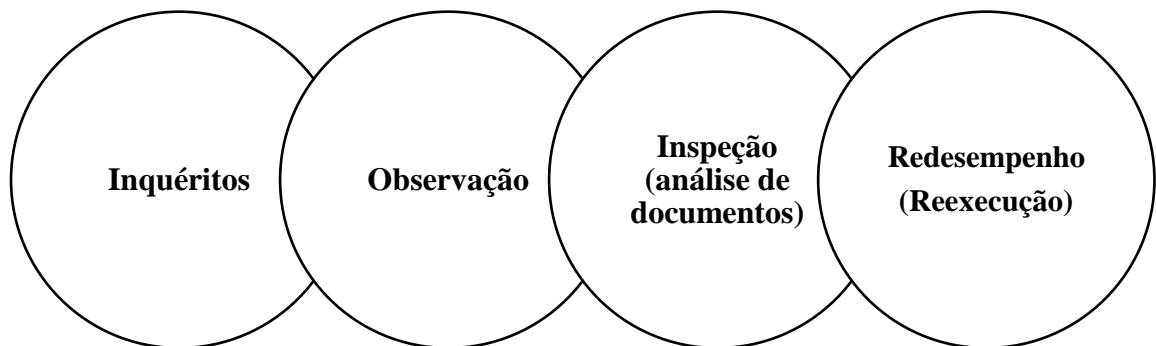 Inquéritos
Observação
Inspeção
(análise de
documentos)
Redesempenho
(Reexecução)